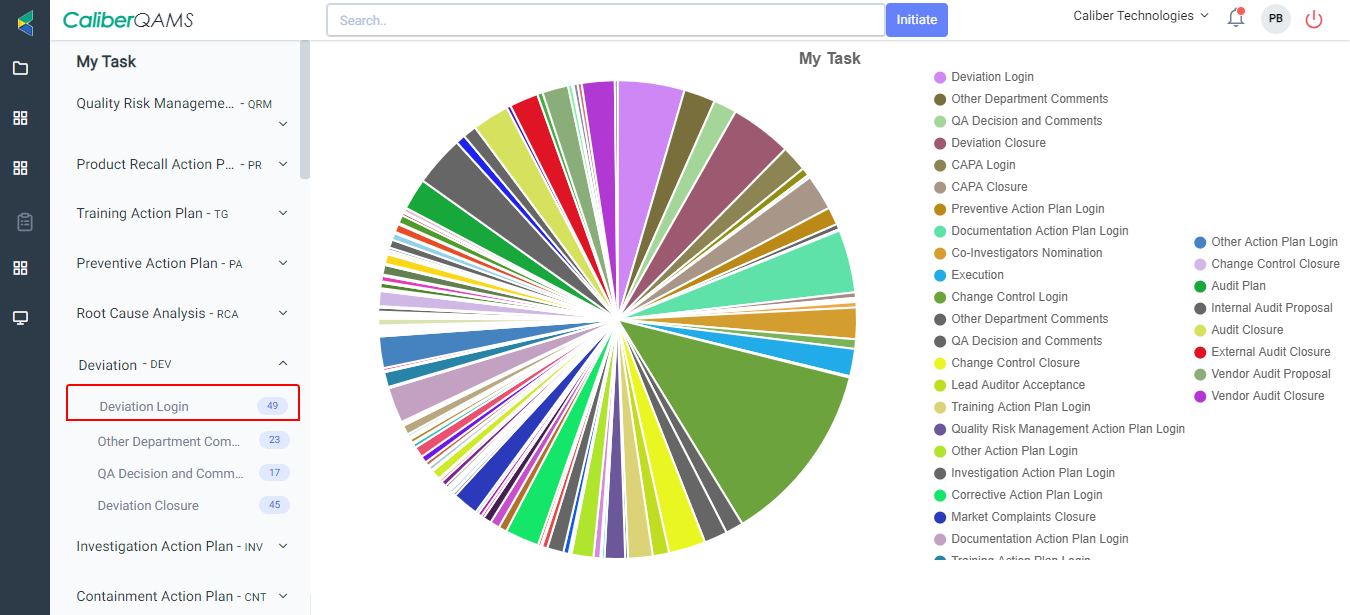 CaliberQAMS
Search..
Initiate
Caliber Technologies
PB
My Task
Quality Risk Manageme... - QRM
Product Recall Action P... - PR
Training Action Plan - TG
Preventive Action Plan - PA
Root Cause Analysis - RCA
Deviation - DEV
Deviation Login 49
Other Department Com... 23
QA Decision and Comm... 17
Deviation Closure 45
Investigation Action Plan - INV
Containment Action Plan - CNT
My Task
Deviation Login
Other Department Comments
QA Decision and Comments
Deviation Closure
CAPA Login
CAPA Closure
Preventive Action Plan Login
Documentation Action Plan Login
Co-Investigators Nomination
Execution
Change Control Login
Other Department Comments
QA Decision and Comments
Change Control Closure
Lead Auditor Acceptance
Training Action Plan Login
Quality Risk Management Action Plan Login
Other Action Plan Login
Investigation Action Plan Login
Corrective Action Plan Login
Market Complaints Closure
Documentation Action Plan Login
Training Action Plan Login
Other Action Plan Login
Change Control Closure
Audit Plan
Internal Audit Proposal
Audit Closure
External Audit Closure
Vendor Audit Proposal
Vendor Audit Closure